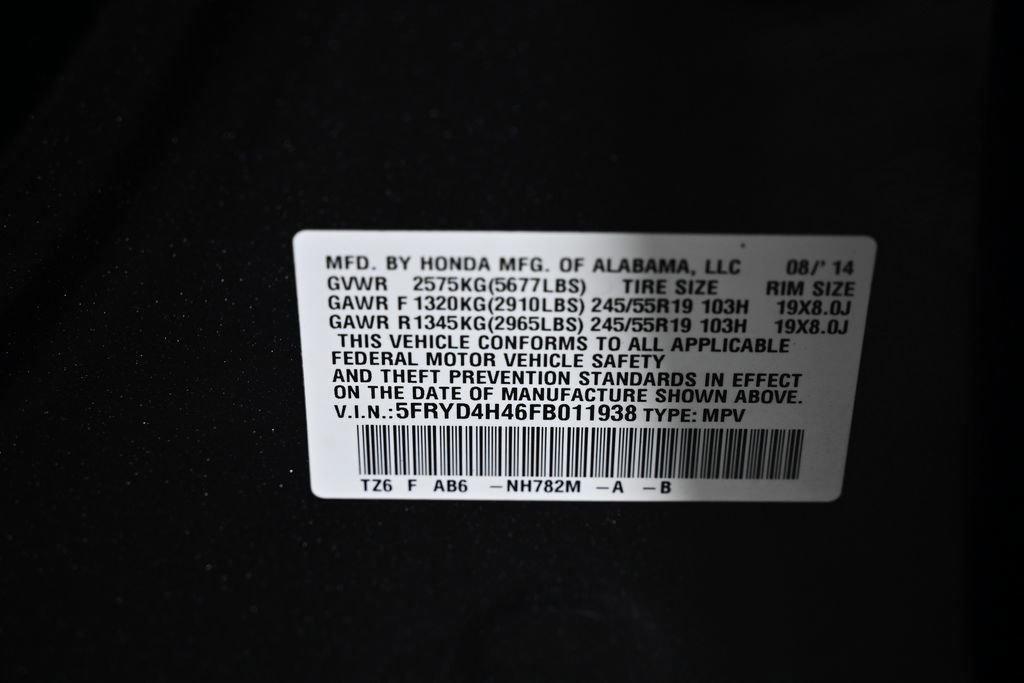 MFD. BY HONDA MFG. OF ALABAMA, LLC 08/' 14
GVWR 2575KG(5677LBS) TIRE SIZE RIM SIZE
GAWR F 1320KG(2910LBS) 245/55R19 103H 19X8.0J
GAWR R 1345KG(2965LBS) 245/55R19 103H 19X8.0J
THIS VEHICLE CONFORMS TO ALL APPLICABLE
FEDERAL MOTOR VEHICLE SAFETY
AND THEFT PREVENTION STANDARDS IN EFFECT
ON THE DATE OF MANUFACTURE SHOWN ABOVE.
V.I.N.: 5FRYD4H46FB011938 TYPE: MPV
TZ6 F AB6 –NH782M –A –B